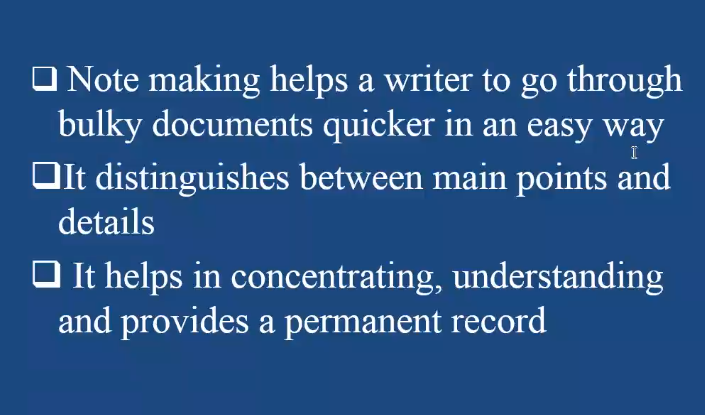 ❑ Note making helps a writer to go through
bulky documents quicker in an easy way
❑It distinguishes between main points and
details
❑ It helps in concentrating, understanding
and provides a permanent record